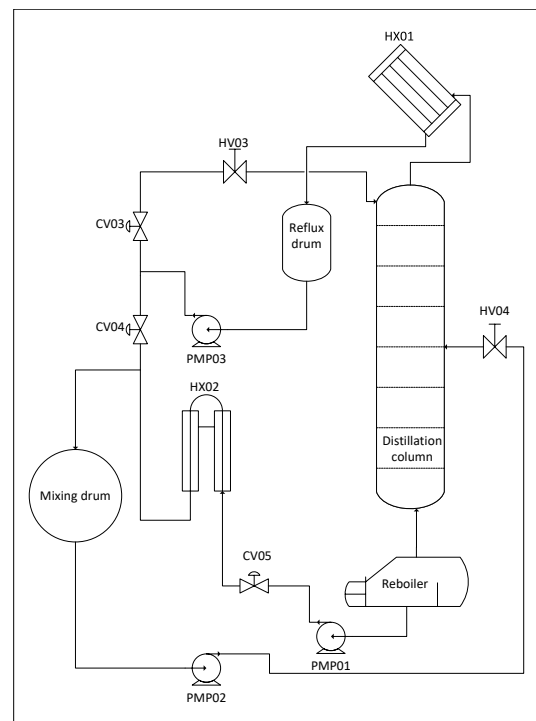 HX01
HV03
CV03
Reflux
drum
CV04
HV04
PMP03
HX02
Distillation
column
Mixing drum
CV05
Reboiler
PMP01
PMP02